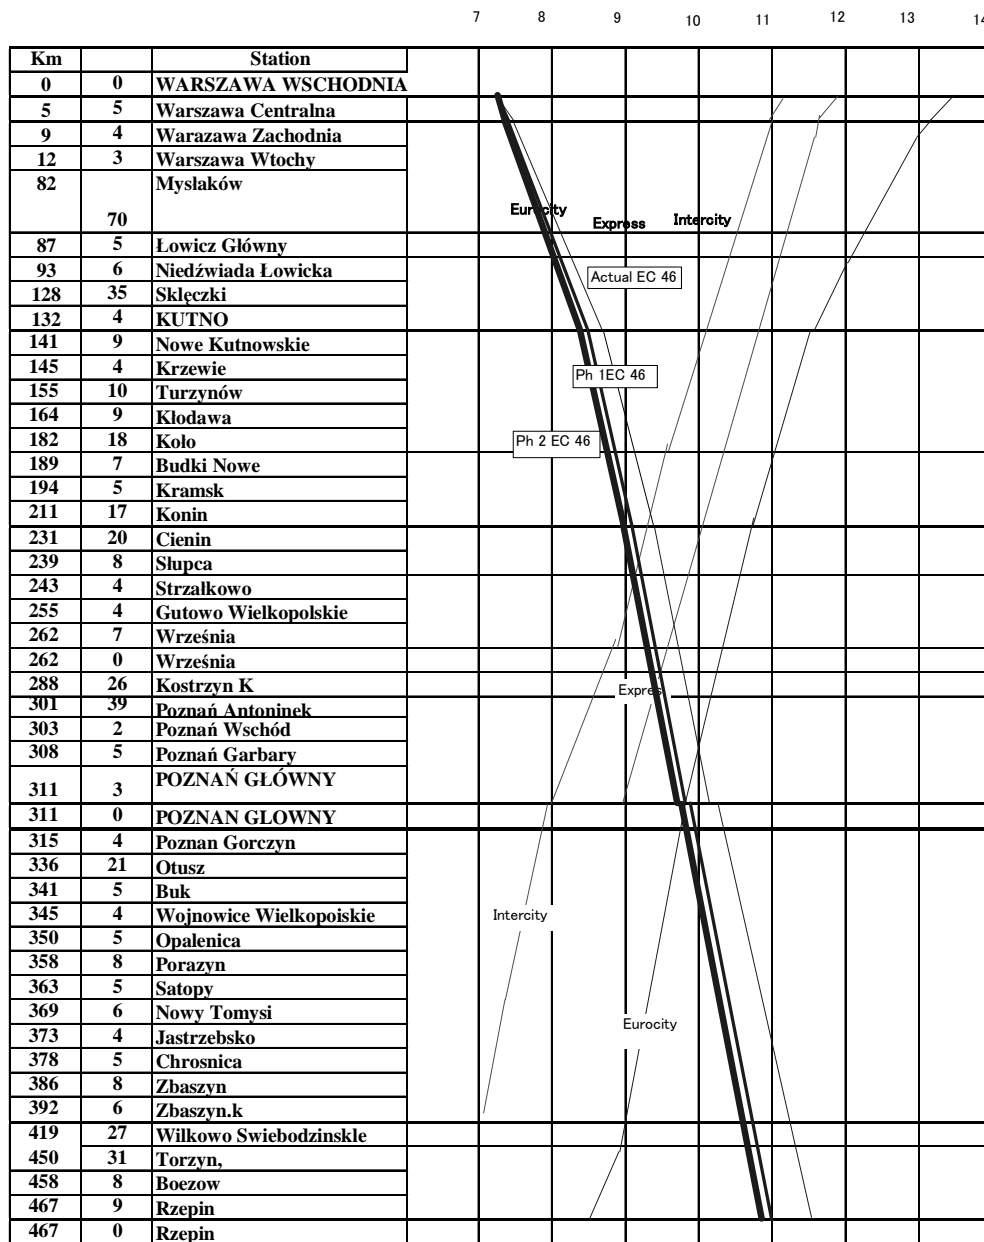 7 8 9 10 11 12 13 14
Km Station
0 0 WARSZAWA WSCHODNIA
5 5 Warszawa Centralna
9 4 Warazawa Zachodnia
12 3 Warszawa Wtochy
82 70 Mysłaków
Eurocity Express Intercity
87 5 Łowicz Główny
93 6 Niedźwiada Łowicka
Actual EC 46
128 35 Sklęczki
132 4 KUTNO
141 9 Nowe Kutnowskie
145 4 Krzewie
Ph 1EC 46
155 10 Turzynów
164 9 Kłodawa
182 18 Koło
Ph 2 EC 46
189 7 Budki Nowe
194 5 Kramsk
211 17 Konin
231 20 Cienin
239 8 Słupca
243 4 Strzałkowo
255 4 Gutowo Wielkopolskie
262 7 Września
262 0 Września
288 26 Kostrzyn K
Expres
301 39 Poznań Antoninek
303 2 Poznań Wschód
308 5 Poznań Garbary
311 3 POZNAŃ GŁÓWNY
311 0 POZNAN GLOWNY
315 4 Poznan Gorczyn
336 21 Otusz
341 5 Buk
345 4 Wojnowice Wielkopoiskie
Intercity
350 5 Opalenica
358 8 Porazyn
363 5 Satopy
369 6 Nowy Tomysi
Eurocity
373 4 Jastrzebsko
378 5 Chrosnica
386 8 Zbaszyn
392 6 Zbaszyn.k
419 27 Wilkowo Swiebodzinskle
450 31 Torzyn,
458 8 Boezow
467 9 Rzepin
467 0 Rzepin